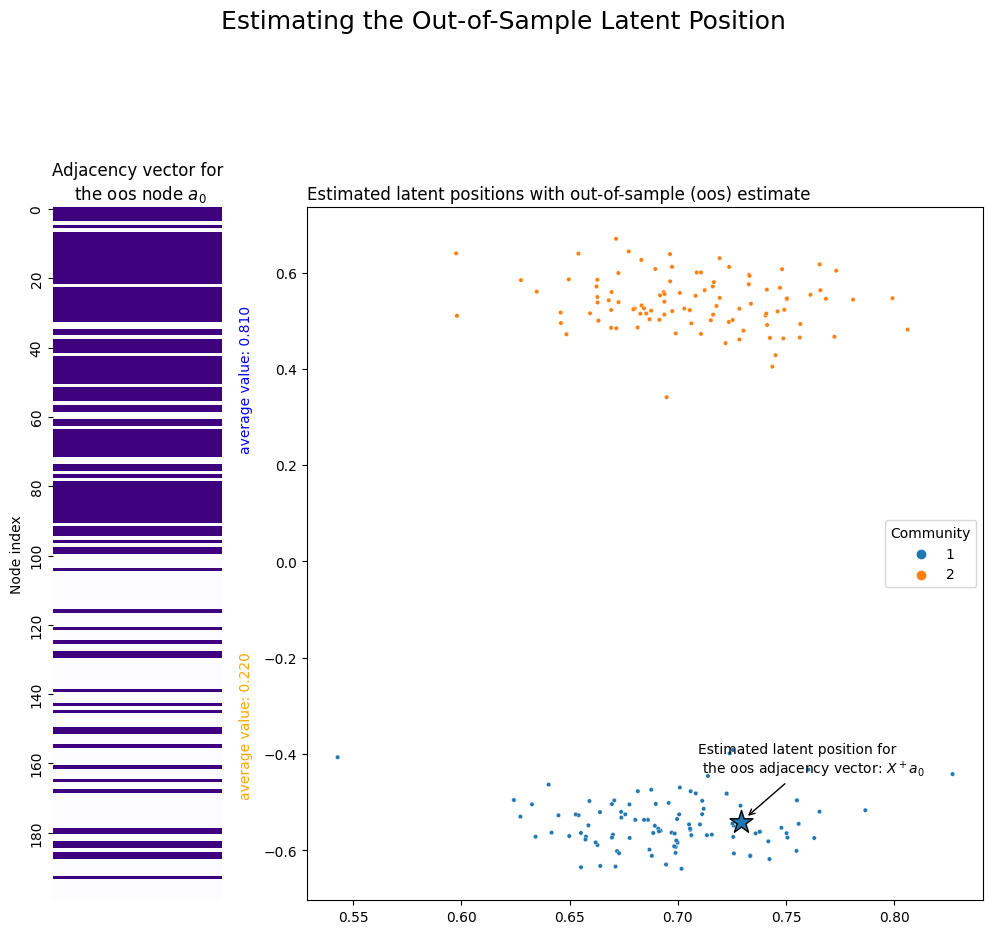 Estimating the Out-of-Sample Latent Position
Adjacency vector for
the oos node a₀
Node index
0
20
40
60
80
100
120
140
160
180
average value: 0.810
average value: 0.220
Estimated latent positions with out-of-sample (oos) estimate
0.6
0.4
0.2
0.0
−0.2
−0.4
−0.6
Community
1
2
Estimated latent position for
the oos adjacency vector: X⁺a₀
0.55
0.60
0.65
0.70
0.75
0.80